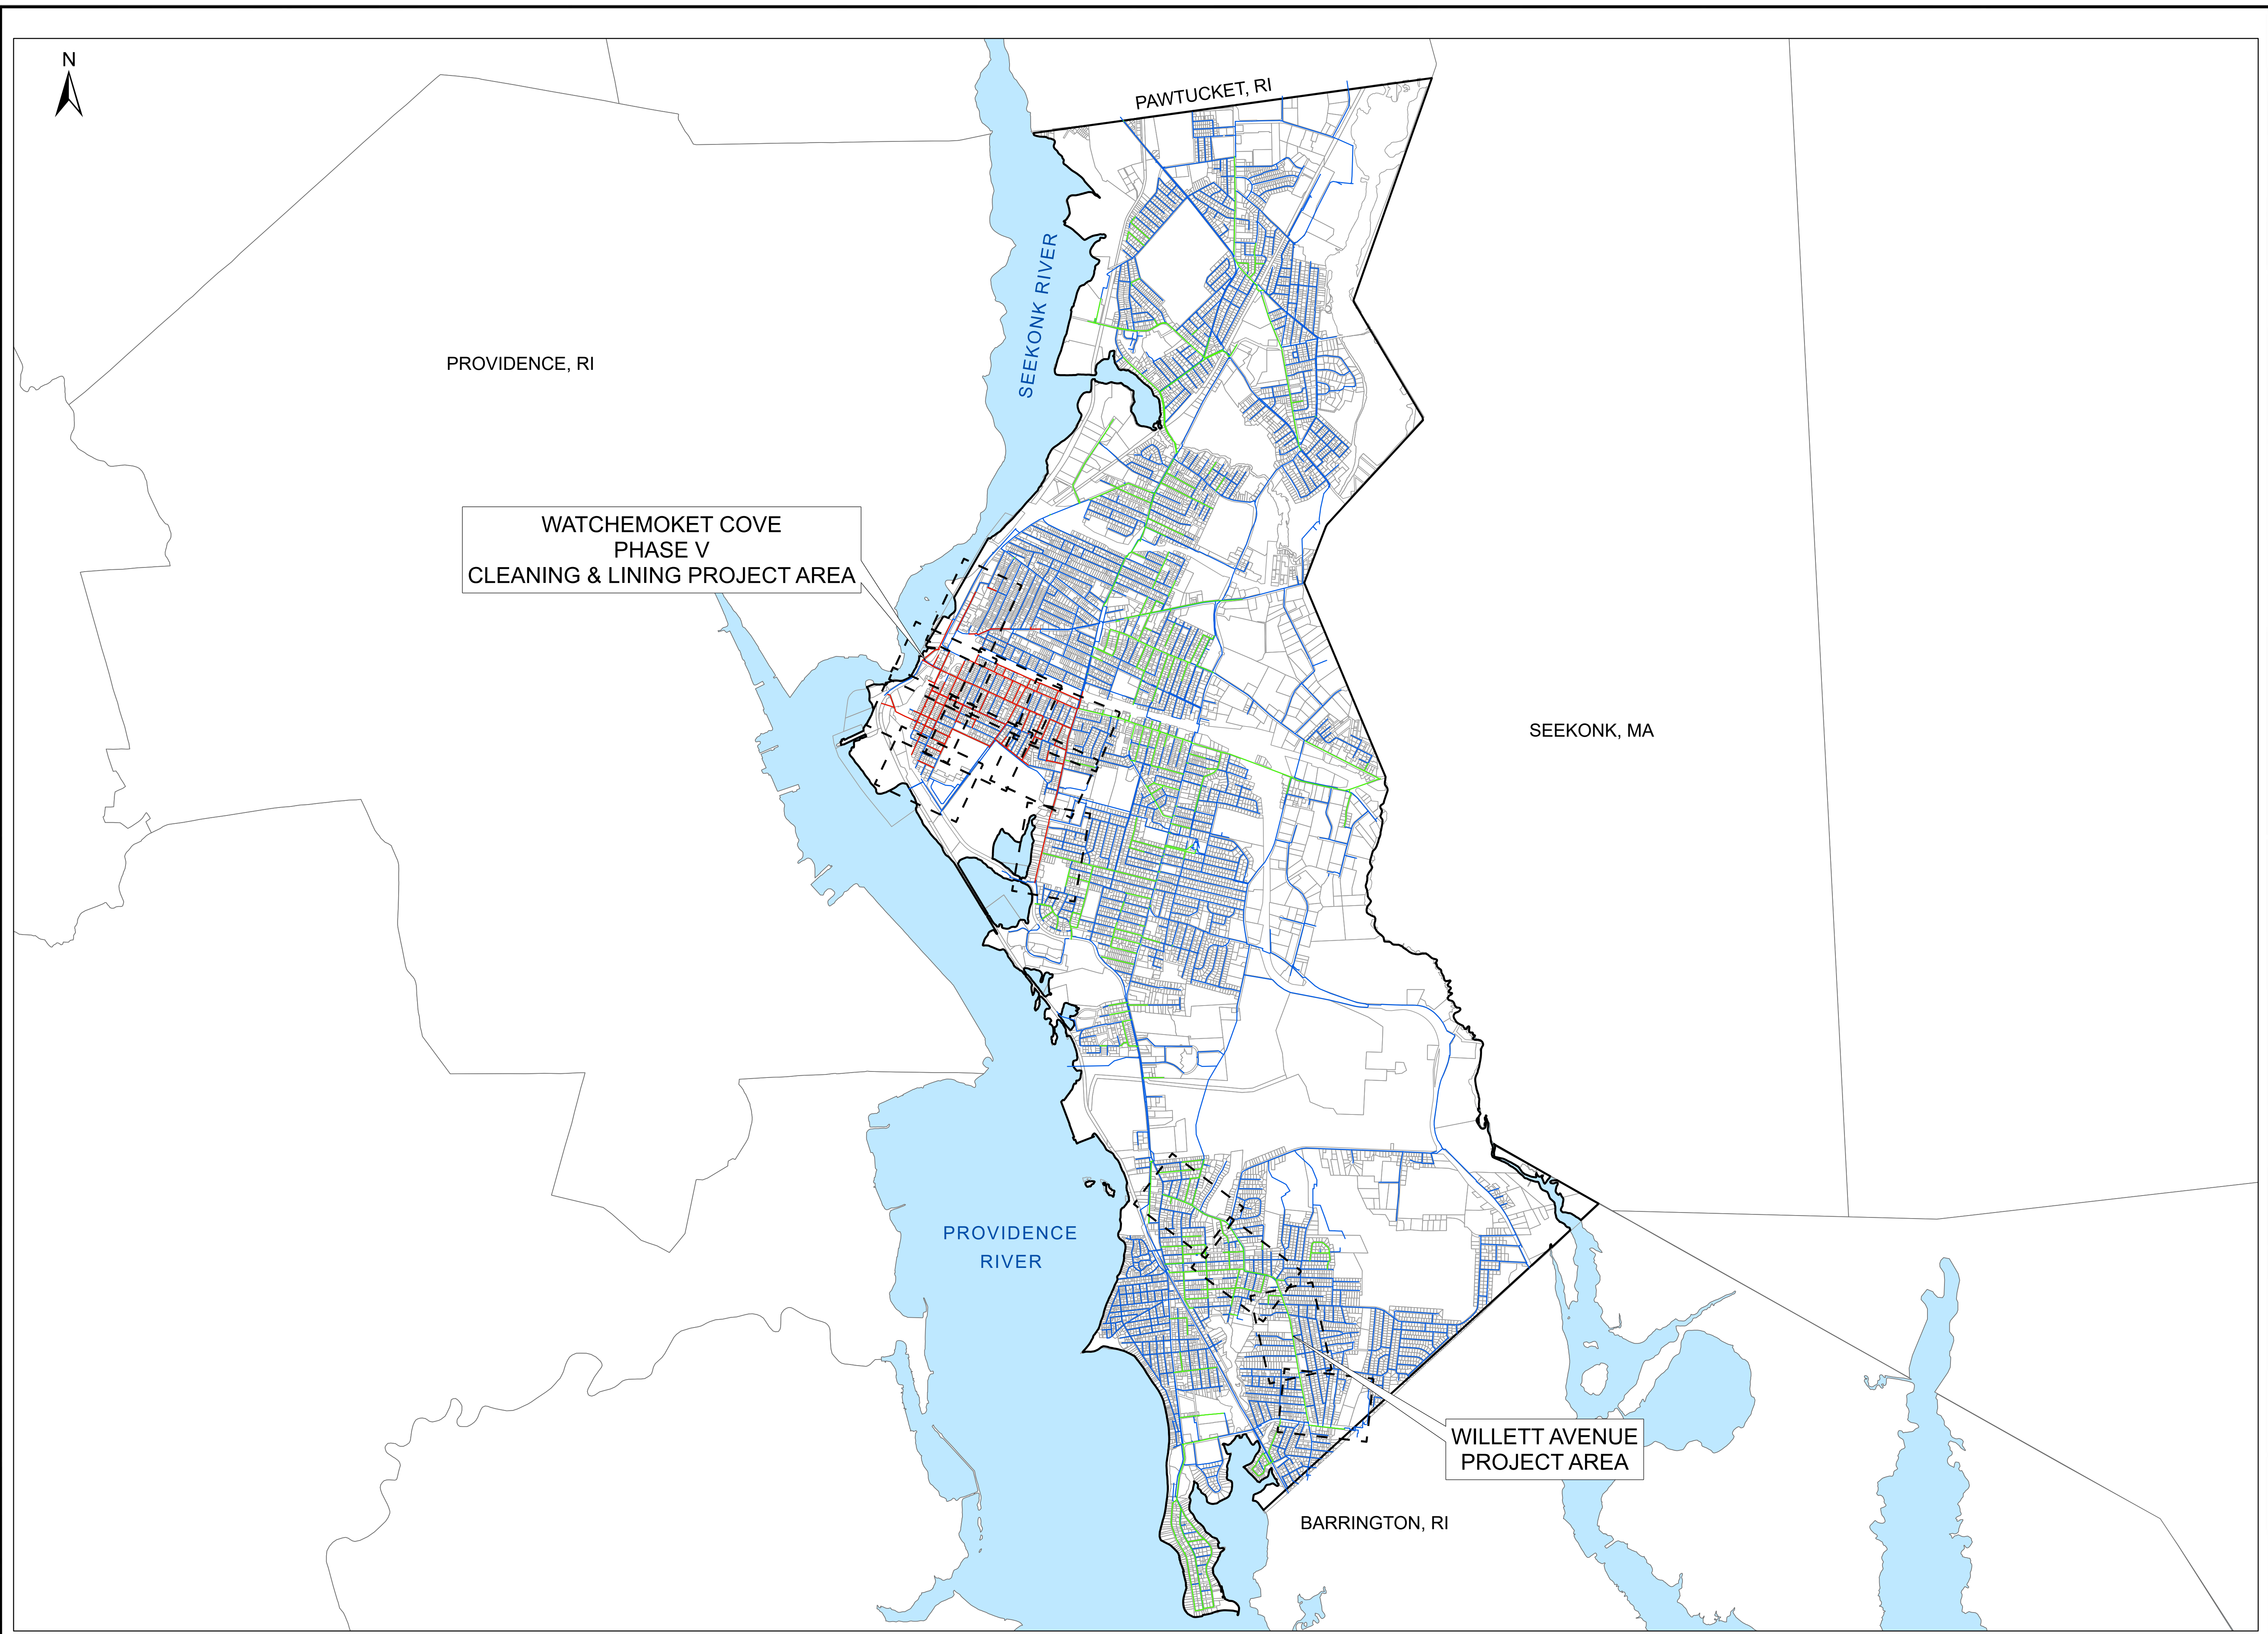 N
PAWTUCKET, RI
SEEKONK RIVER
PROVIDENCE, RI
WATCHEMOKET COVE
PHASE V
CLEANING & LINING PROJECT AREA
SEEKONK, MA
PROVIDENCE
RIVER
WILLETT AVENUE
PROJECT AREA
BARRINGTON, RI